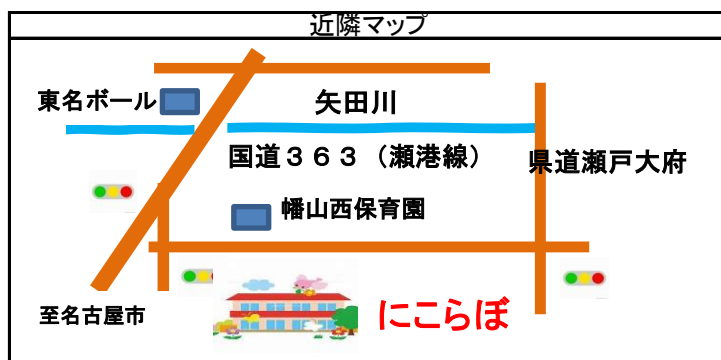 近隣マップ
東名ボール
矢田川
国道３６３（瀬港線）
県道瀬戸大府
幡山西保育園
至名古屋市
にこらぼ